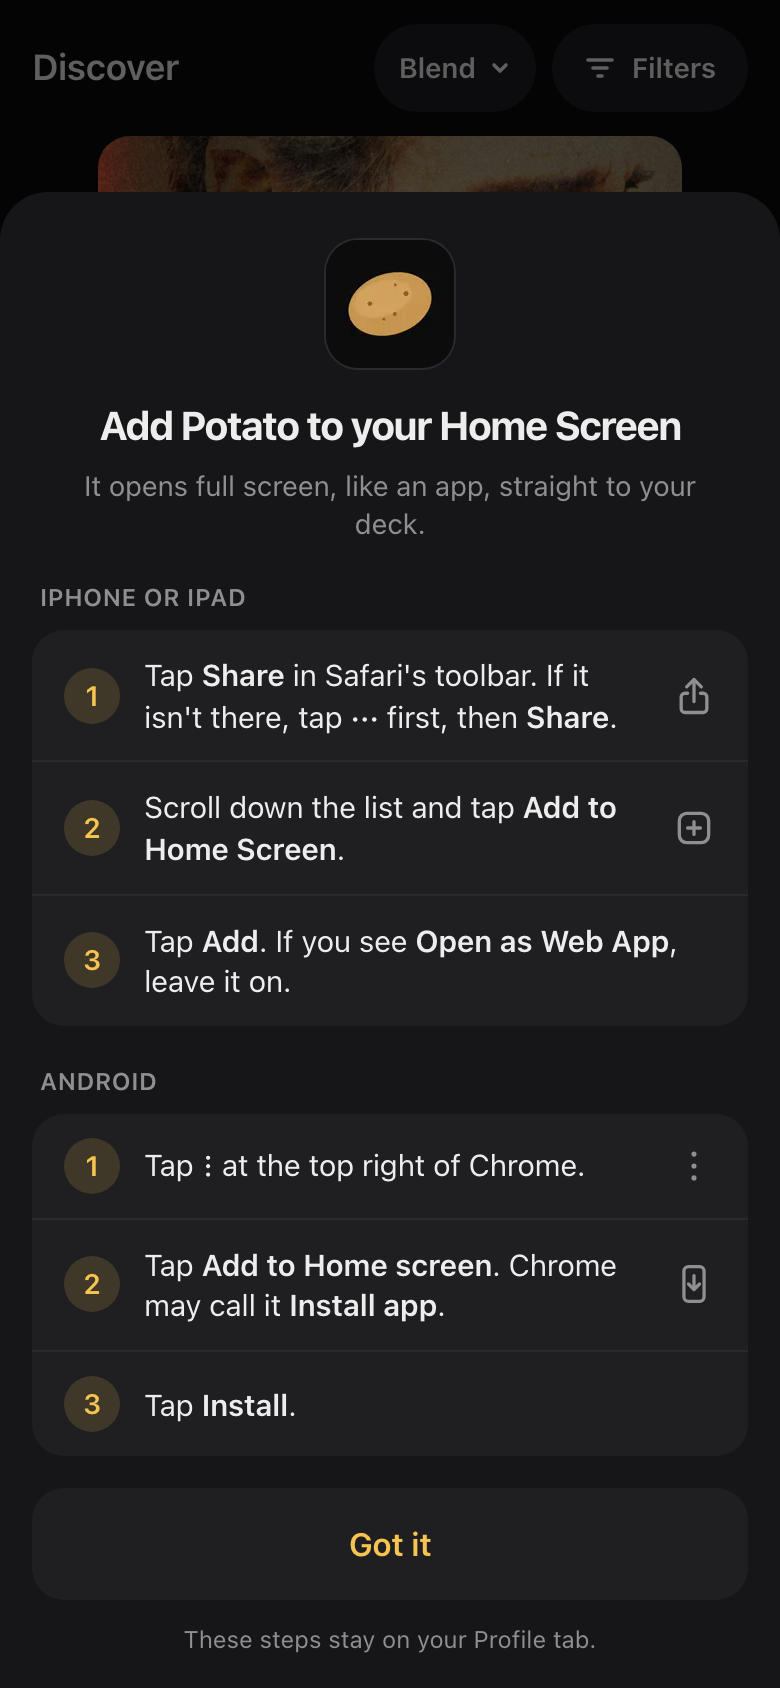 Discover
Blend
Filters
Add Potato to your Home Screen
It opens full screen, like an app, straight to your
deck.
IPHONE OR IPAD
1
Tap Share in Safari's toolbar. If it
isn't there, tap ··· first, then Share.
2
Scroll down the list and tap Add to
Home Screen.
3
Tap Add. If you see Open as Web App,
leave it on.
ANDROID
1
Tap ⋮ at the top right of Chrome.
2
Tap Add to Home screen. Chrome
may call it Install app.
3
Tap Install.
Got it
These steps stay on your Profile tab.